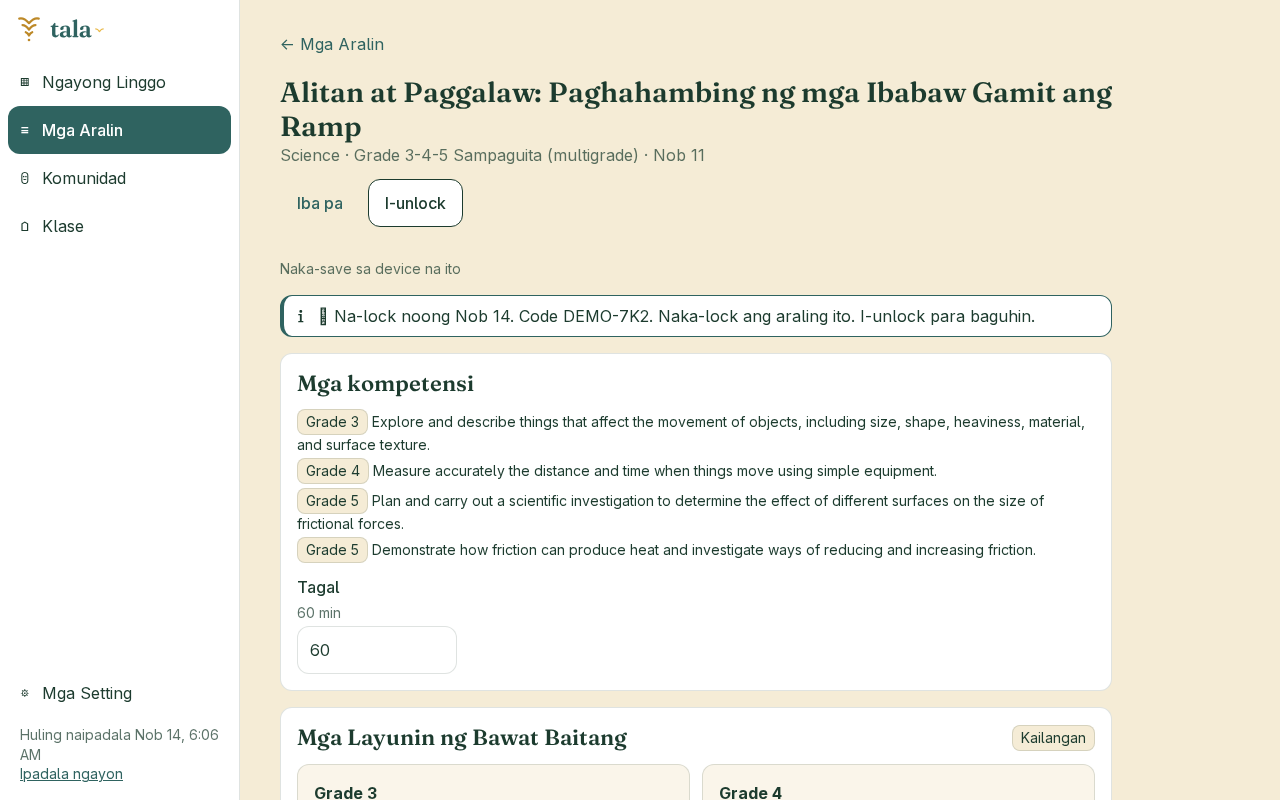 tala
Ngayong Linggo
Mga Aralin
Komunidad
Klase
Mga Setting
Huling naipadala Nob 14, 6:06
AM
Ipadala ngayon
← Mga Aralin
Alitan at Paggalaw: Paghahambing ng mga Ibabaw Gamit ang
Ramp
Science · Grade 3-4-5 Sampaguita (multigrade) · Nob 11
Iba pa
I-unlock
Naka-save sa device na ito
Na-lock noong Nob 14. Code DEMO-7K2. Naka-lock ang araling ito. I-unlock para baguhin.
Mga kompetensi
Grade 3 Explore and describe things that affect the movement of objects, including size, shape, heaviness, material,
and surface texture.
Grade 4 Measure accurately the distance and time when things move using simple equipment.
Grade 5 Plan and carry out a scientific investigation to determine the effect of different surfaces on the size of
frictional forces.
Grade 5 Demonstrate how friction can produce heat and investigate ways of reducing and increasing friction.
Tagal
60 min
60
Mga Layunin ng Bawat Baitang
Kailangan
Grade 3
Grade 4